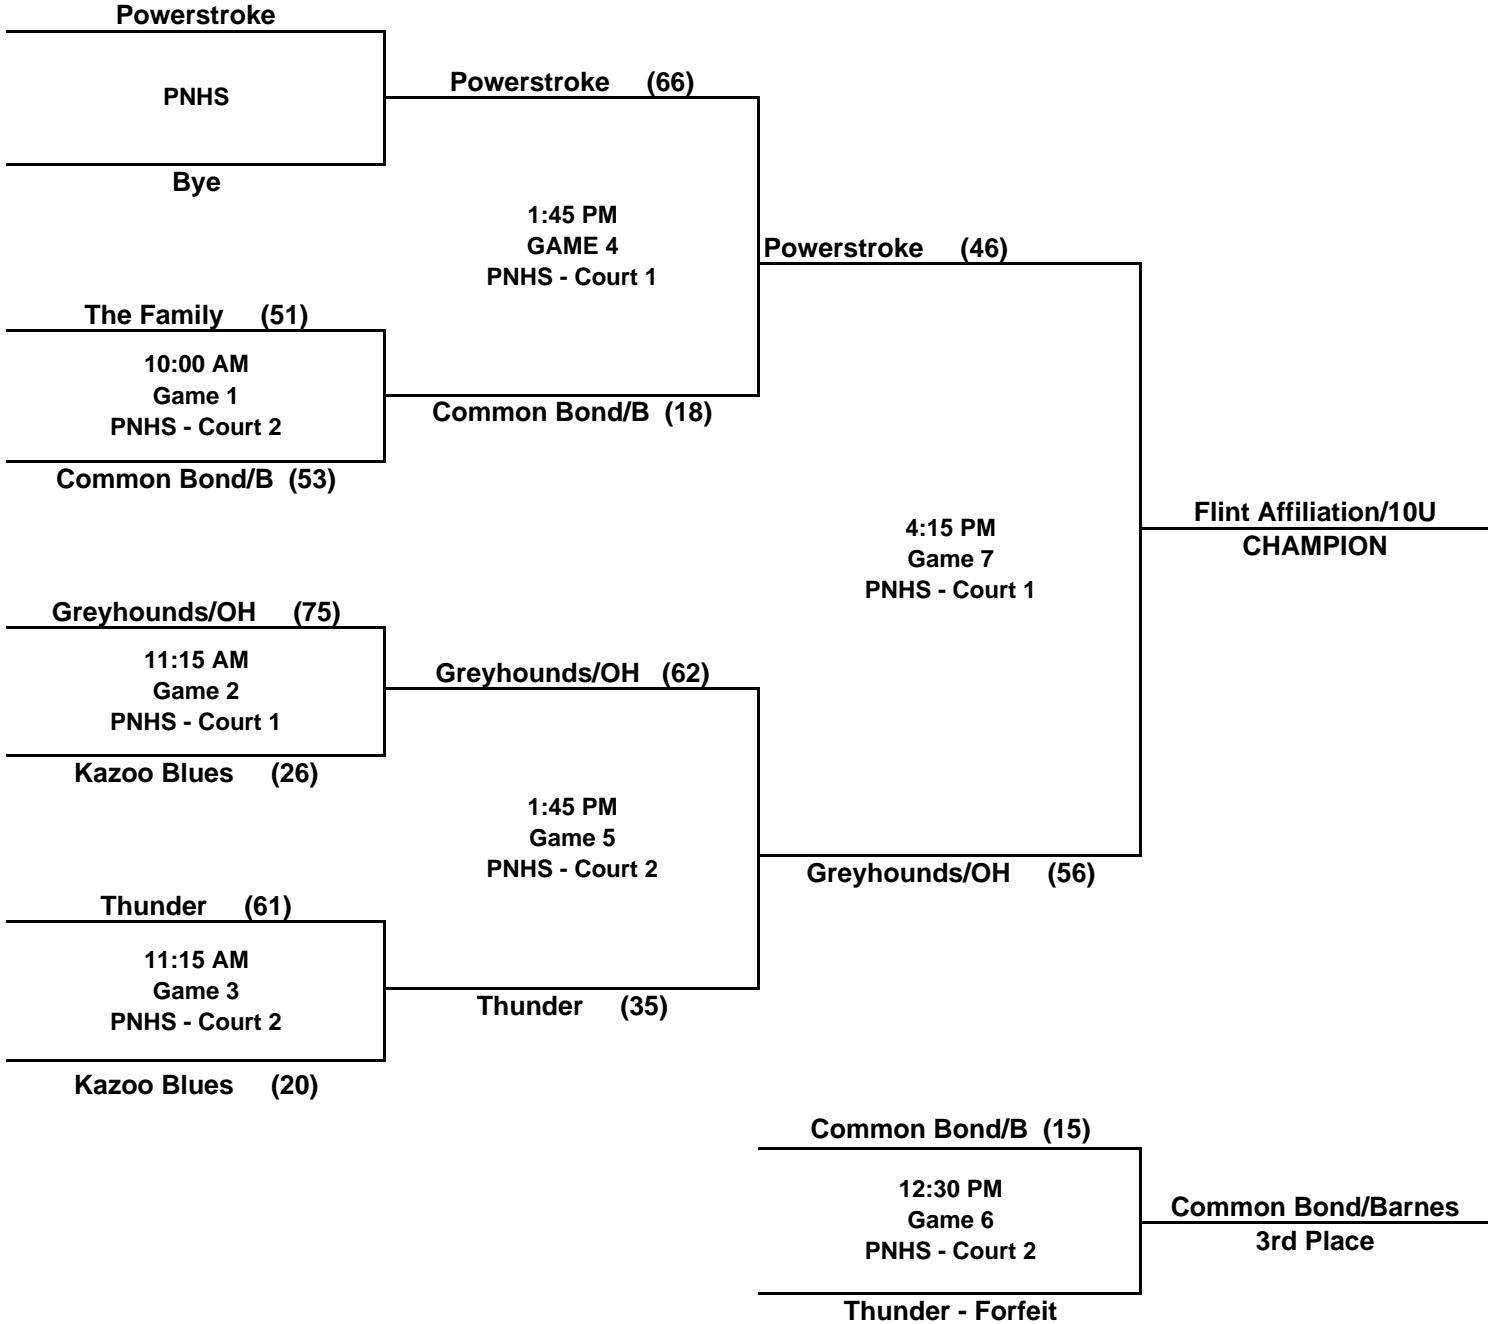 Powerstroke
PNHS
Bye
Powerstroke (66)
1:45 PM
GAME 4
PNHS - Court 1
Common Bond/B (18)
The Family (51)
10:00 AM
Game 1
PNHS - Court 2
Common Bond/B (53)
Powerstroke (46)
4:15 PM
Game 7
PNHS - Court 1
Greyhounds/OH (56)
Flint Affiliation/10U
CHAMPION
Greyhounds/OH (75)
11:15 AM
Game 2
PNHS - Court 1
Kazoo Blues (26)
Greyhounds/OH (62)
1:45 PM
Game 5
PNHS - Court 2
Thunder (35)
Thunder (61)
11:15 AM
Game 3
PNHS - Court 2
Kazoo Blues (20)
Common Bond/B (15)
12:30 PM
Game 6
PNHS - Court 2
Thunder - Forfeit
Common Bond/Barnes
3rd Place